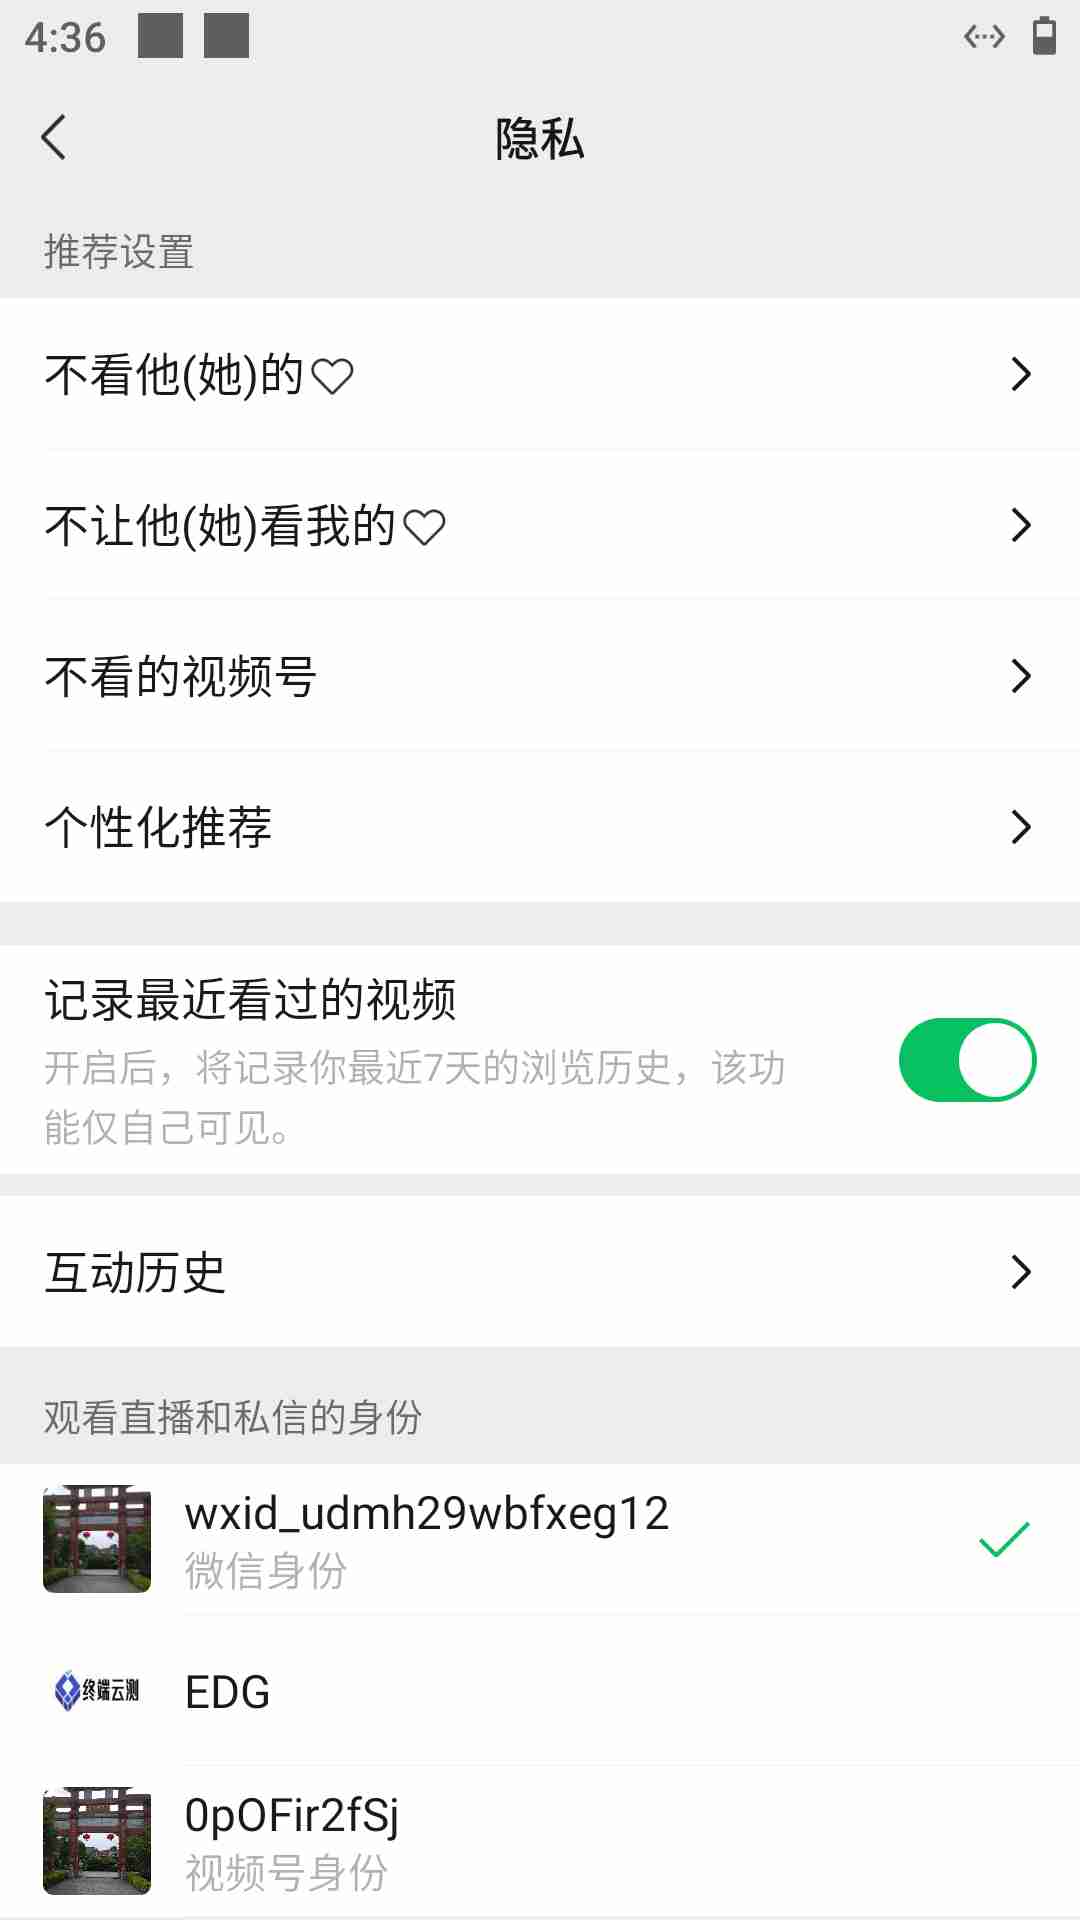 4:36
隐私
推荐设置
不看他(她)的♡
不让他(她)看我的♡
不看的视频号
个性化推荐
记录最近看过的视频
开启后，将记录你最近7天的浏览历史，该功
能仅自己可见。
互动历史
观看直播和私信的身份
wxid_udmh29wbfxeg12
微信身份
终端云测
EDG
0pOFir2fSj
视频号身份